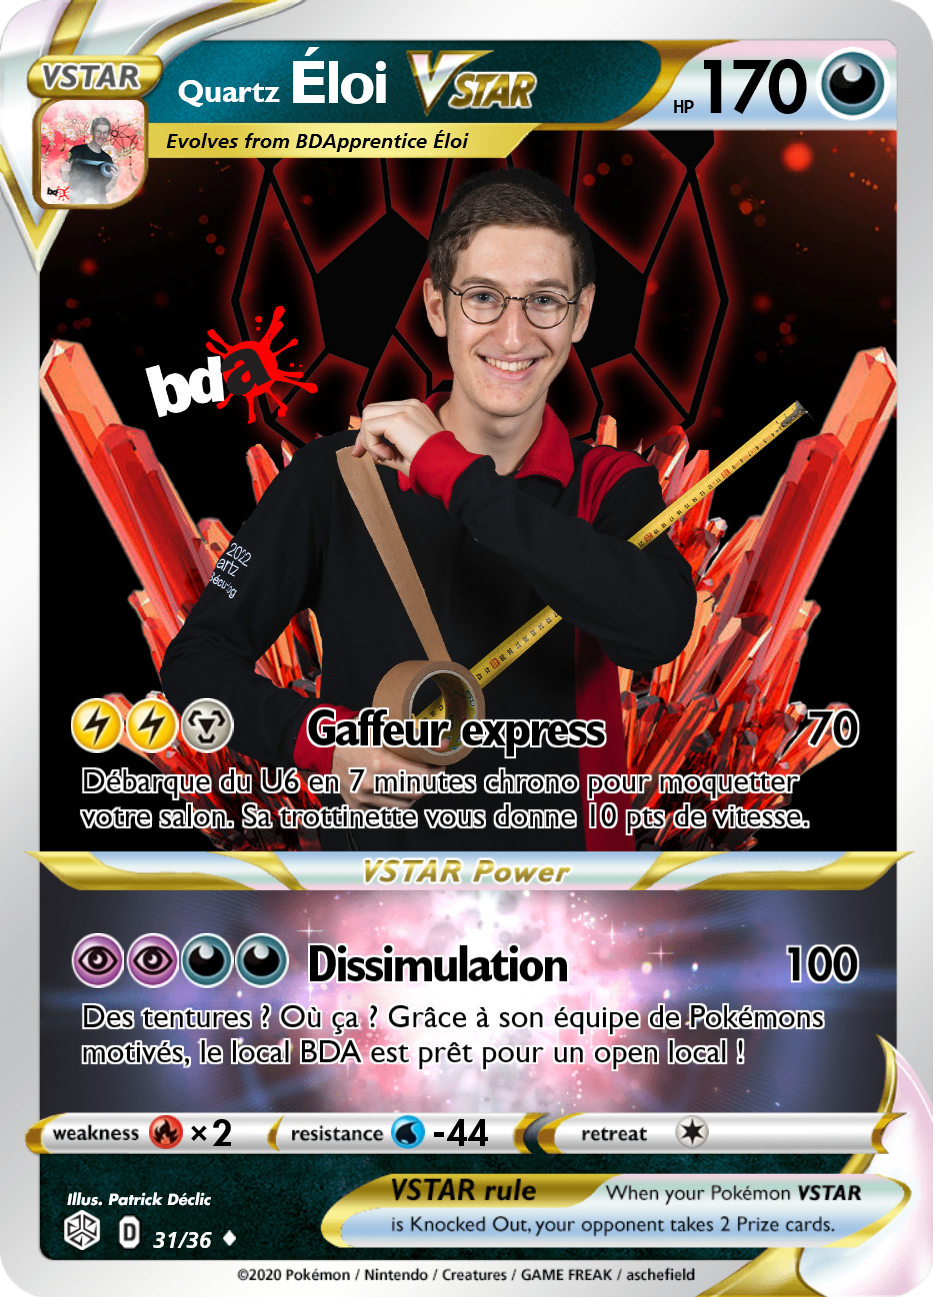 VSTAR
Quartz Éloi VSTAR
HP 170
Evolves from BDApprentice Éloi
bda
bda
2022
artz
Gaffeur express 70
Débarque du U6 en 7 minutes chrono pour moquetter
votre salon. Sa trottinette vous donne 10 pts de vitesse.
VSTAR Power
Dissimulation 100
Des tentures ? Où ça ? Grâce à son équipe de Pokémons
motivés, le local BDA est prêt pour un open local !
weakness ×2 resistance -44 retreat
Illus. Patrick Déclic
D 31/36
VSTAR rule When your Pokémon VSTAR
is Knocked Out, your opponent takes 2 Prize cards.
©2020 Pokémon / Nintendo / Creatures / GAME FREAK / aschefield